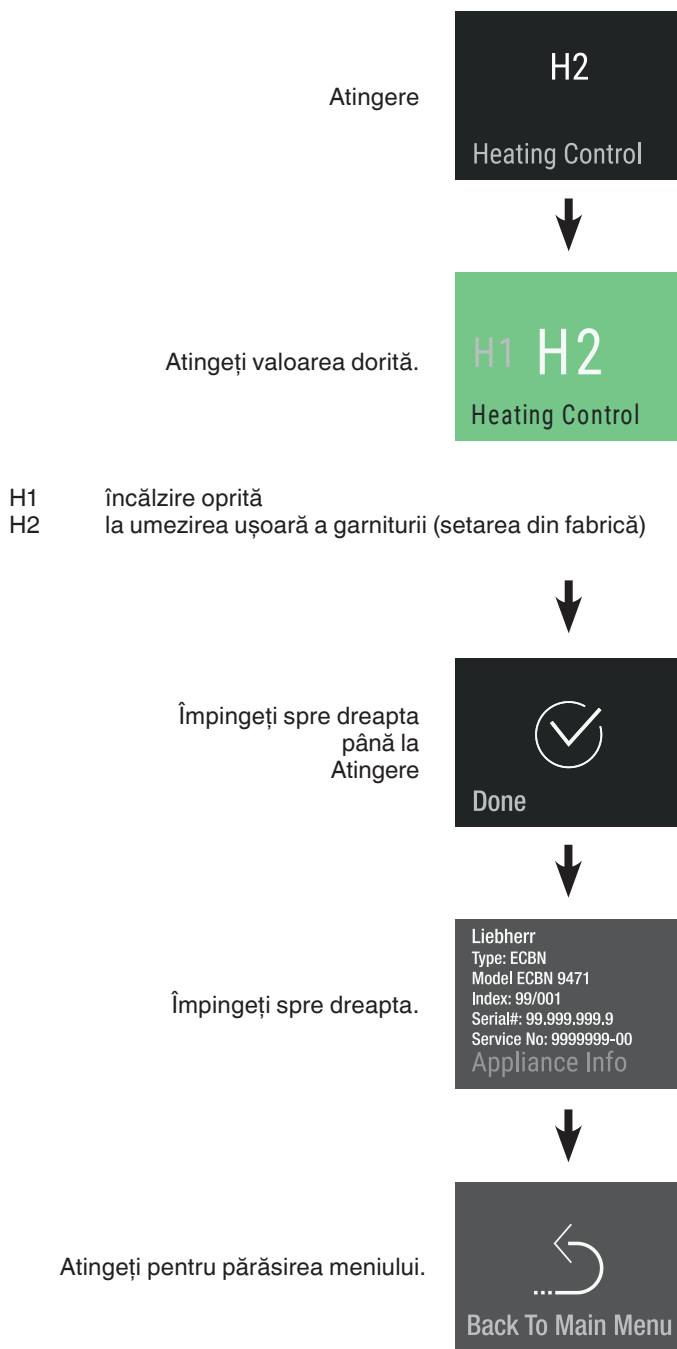 Atingere
H2
Heating Control
Atingeți valoarea dorită.
H1 H2
Heating Control
H1 încălzire oprită
H2 la umezirea ușoară a garniturii (setarea din fabrică)
Împingeți spre dreapta
până la
Atingere
Done
Împingeți spre dreapta.
Liebherr
Type: ECBN
Model ECBN 9471
Index: 99/001
Serial#: 99.999.999.9
Service No: 9999999-00
Appliance Info
Atingeți pentru părăsirea meniului.
Back To Main Menu